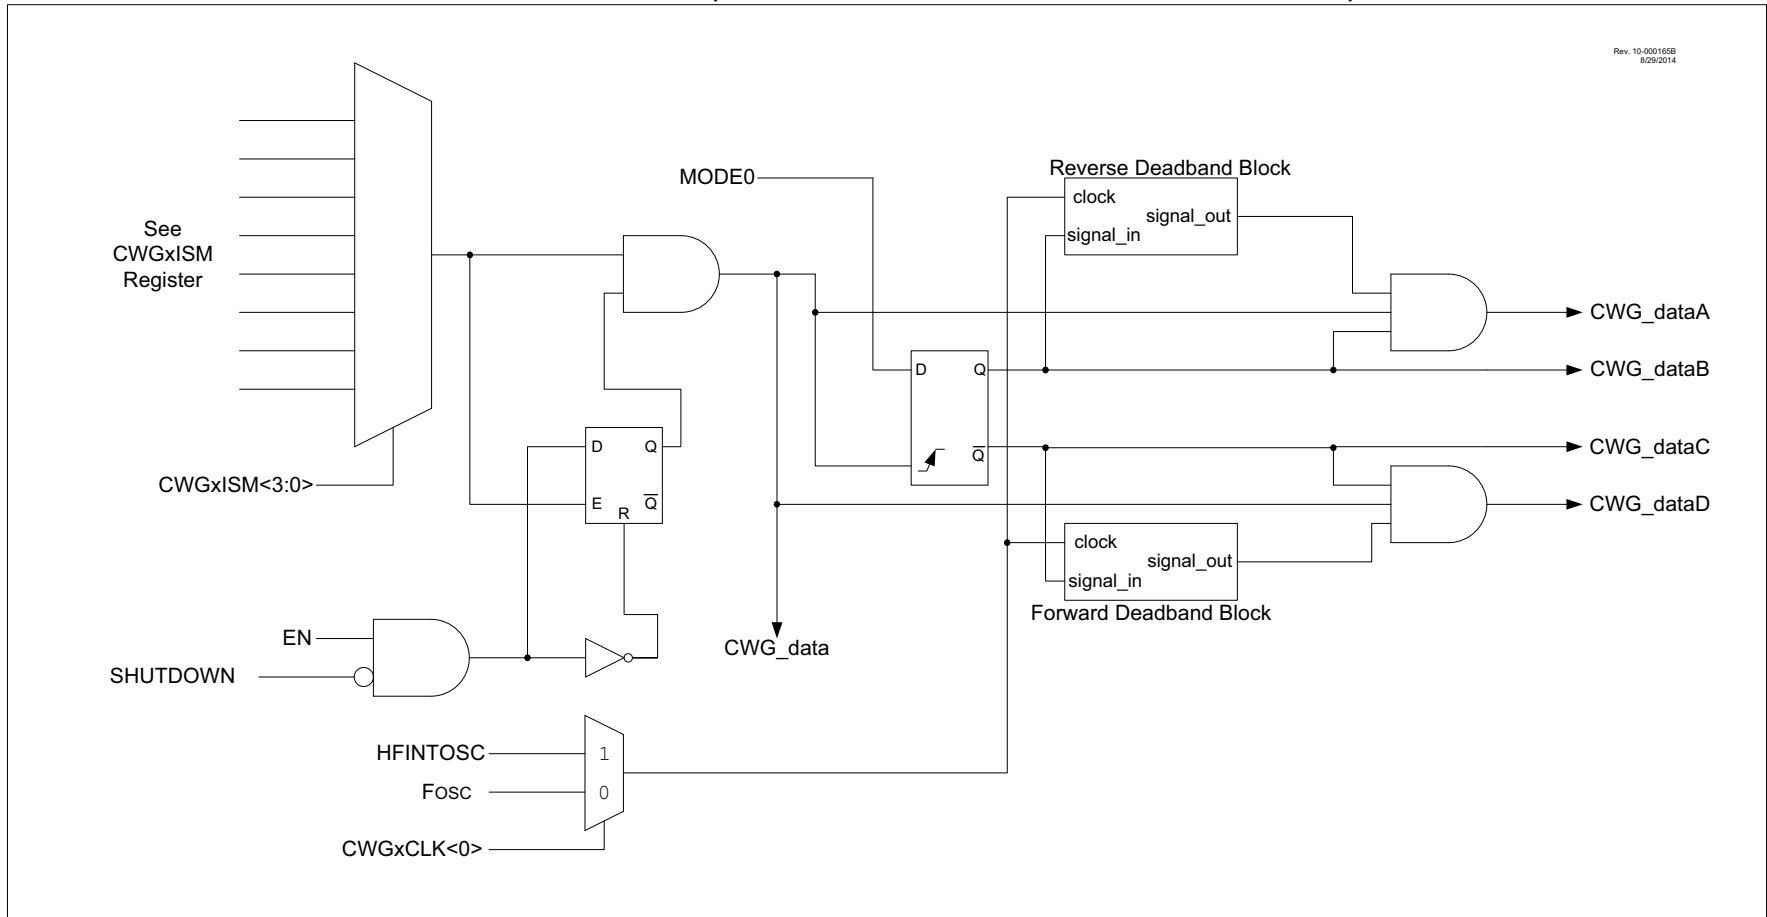 Rev. 10-000165B
8/29/2014
See
CWGxISM
Register
CWGxISM<3:0>
MODE0
D
Q
Q
E
R
D
Q
Q
Reverse Deadband Block
clock
signal_in
signal_out
clock
signal_in
signal_out
Forward Deadband Block
CWG_dataA
CWG_dataB
CWG_dataC
CWG_dataD
CWG_data
EN
SHUTDOWN
HFINTOSC
FOSC
1
0
CWGxCLK<0>